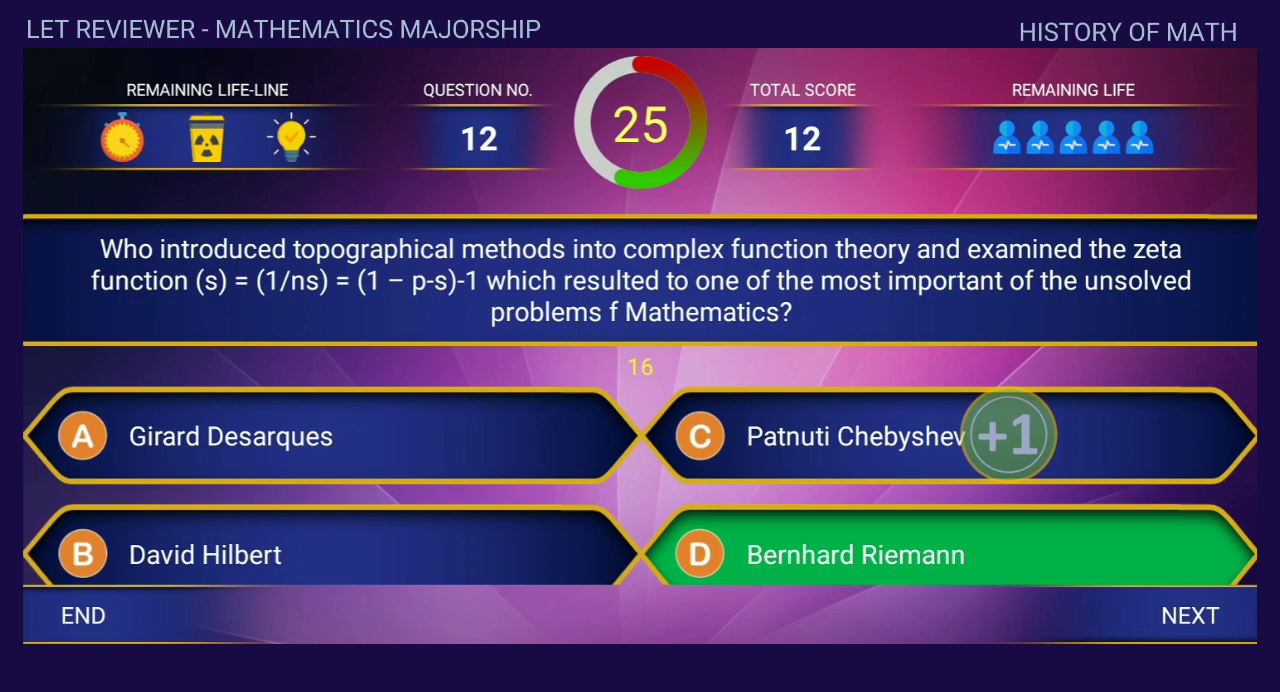 LET REVIEWER - MATHEMATICS MAJORSHIP
HISTORY OF MATH
REMAINING LIFE-LINE
QUESTION NO.
25
TOTAL SCORE
REMAINING LIFE
12
12
Who introduced topographical methods into complex function theory and examined the zeta
function (s) = (1/ns) = (1 – p-s)-1 which resulted to one of the most important of the unsolved
problems f Mathematics?
16
A Girard Desarques
C Patnuti Chebyshev +1
B David Hilbert
D Bernhard Riemann
END
NEXT